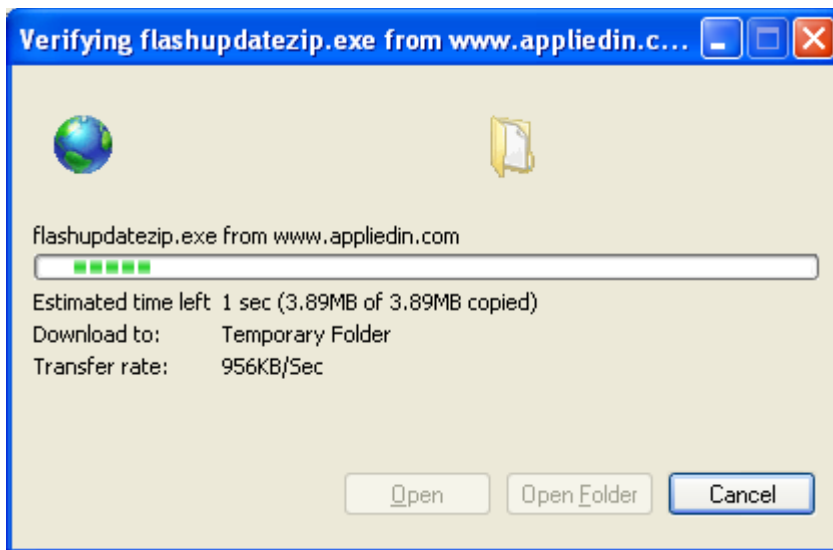 Verifying flashupdatezip.exe from www.appliedin.c...
flashupdatezip.exe from www.appliedin.com
Estimated time left 1 sec (3.89MB of 3.89MB copied)
Download to: Temporary Folder
Transfer rate: 956KB/Sec
Open Open Folder Cancel